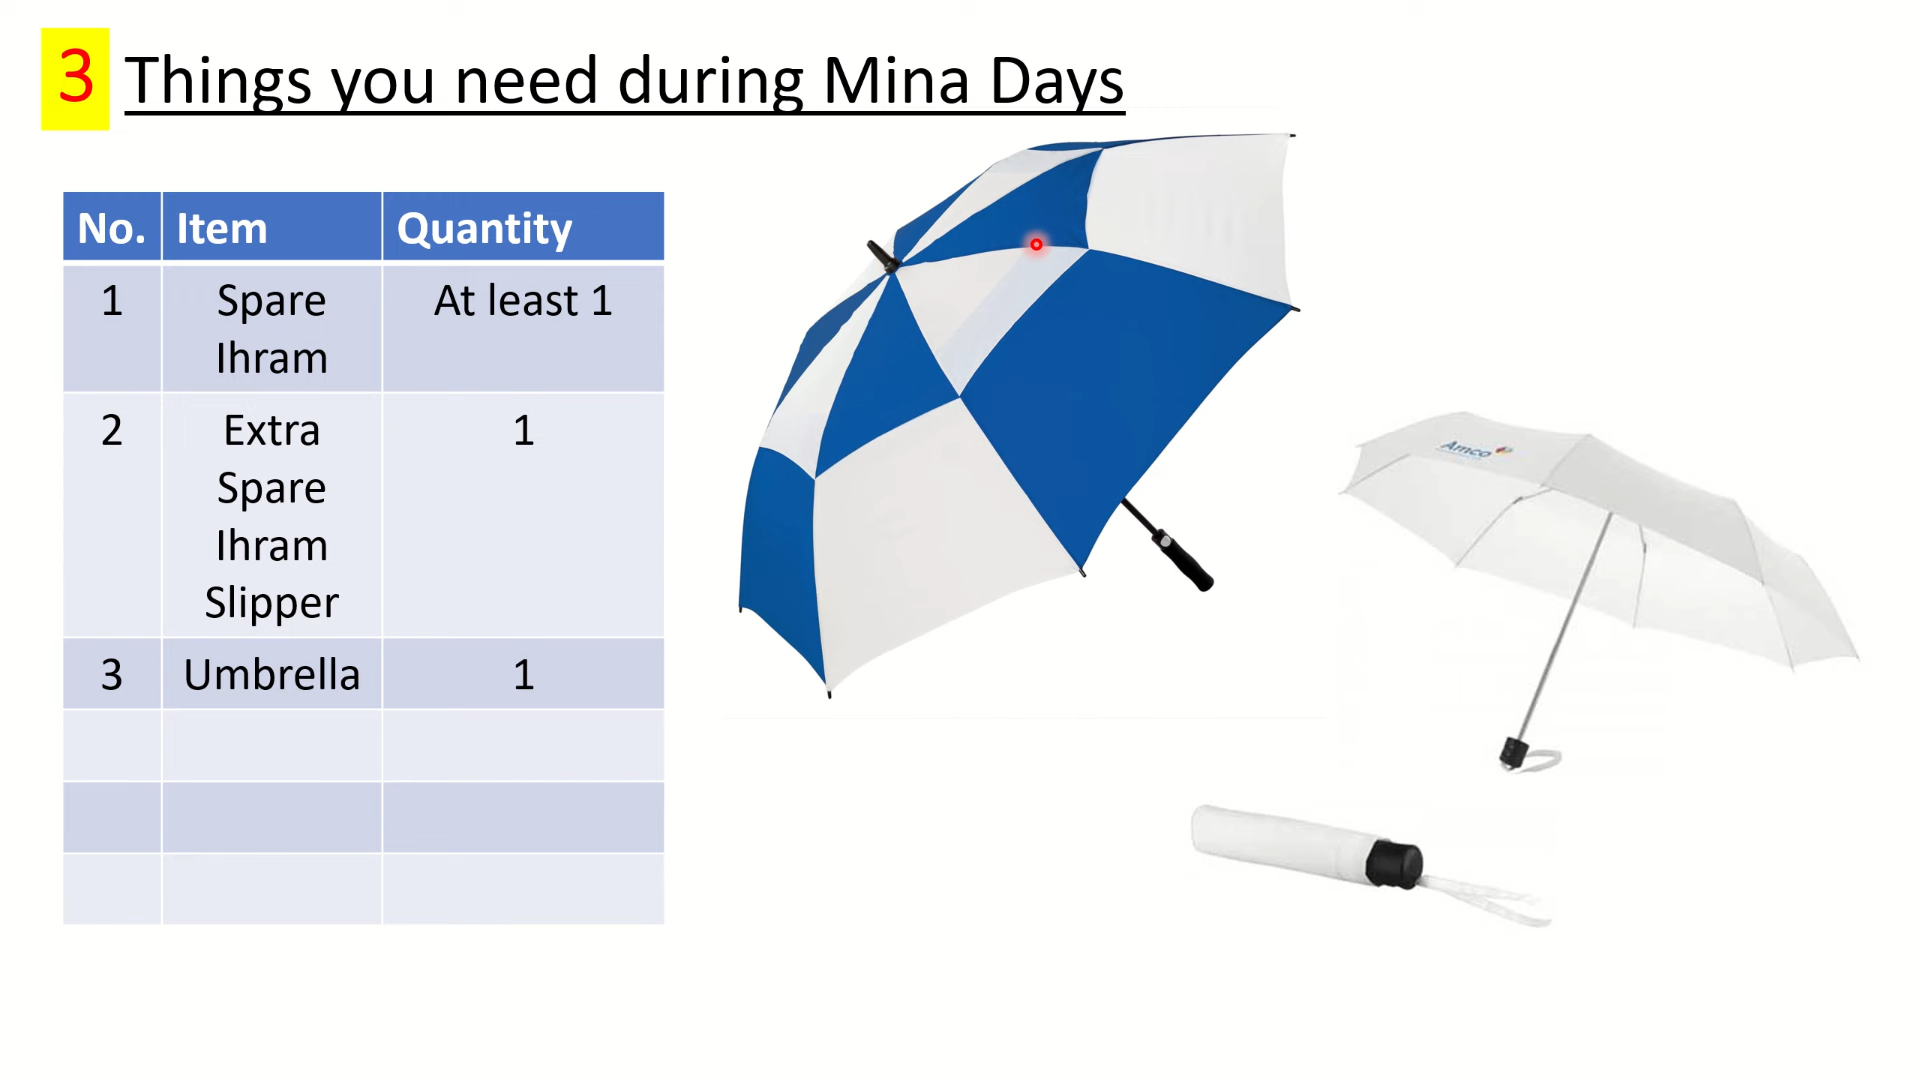 3 Things you need during Mina Days
No. Item Quantity
1 Spare At least 1
Ihram
2 Extra 1
Spare
Ihram
Slipper
3 Umbrella 1
Amco